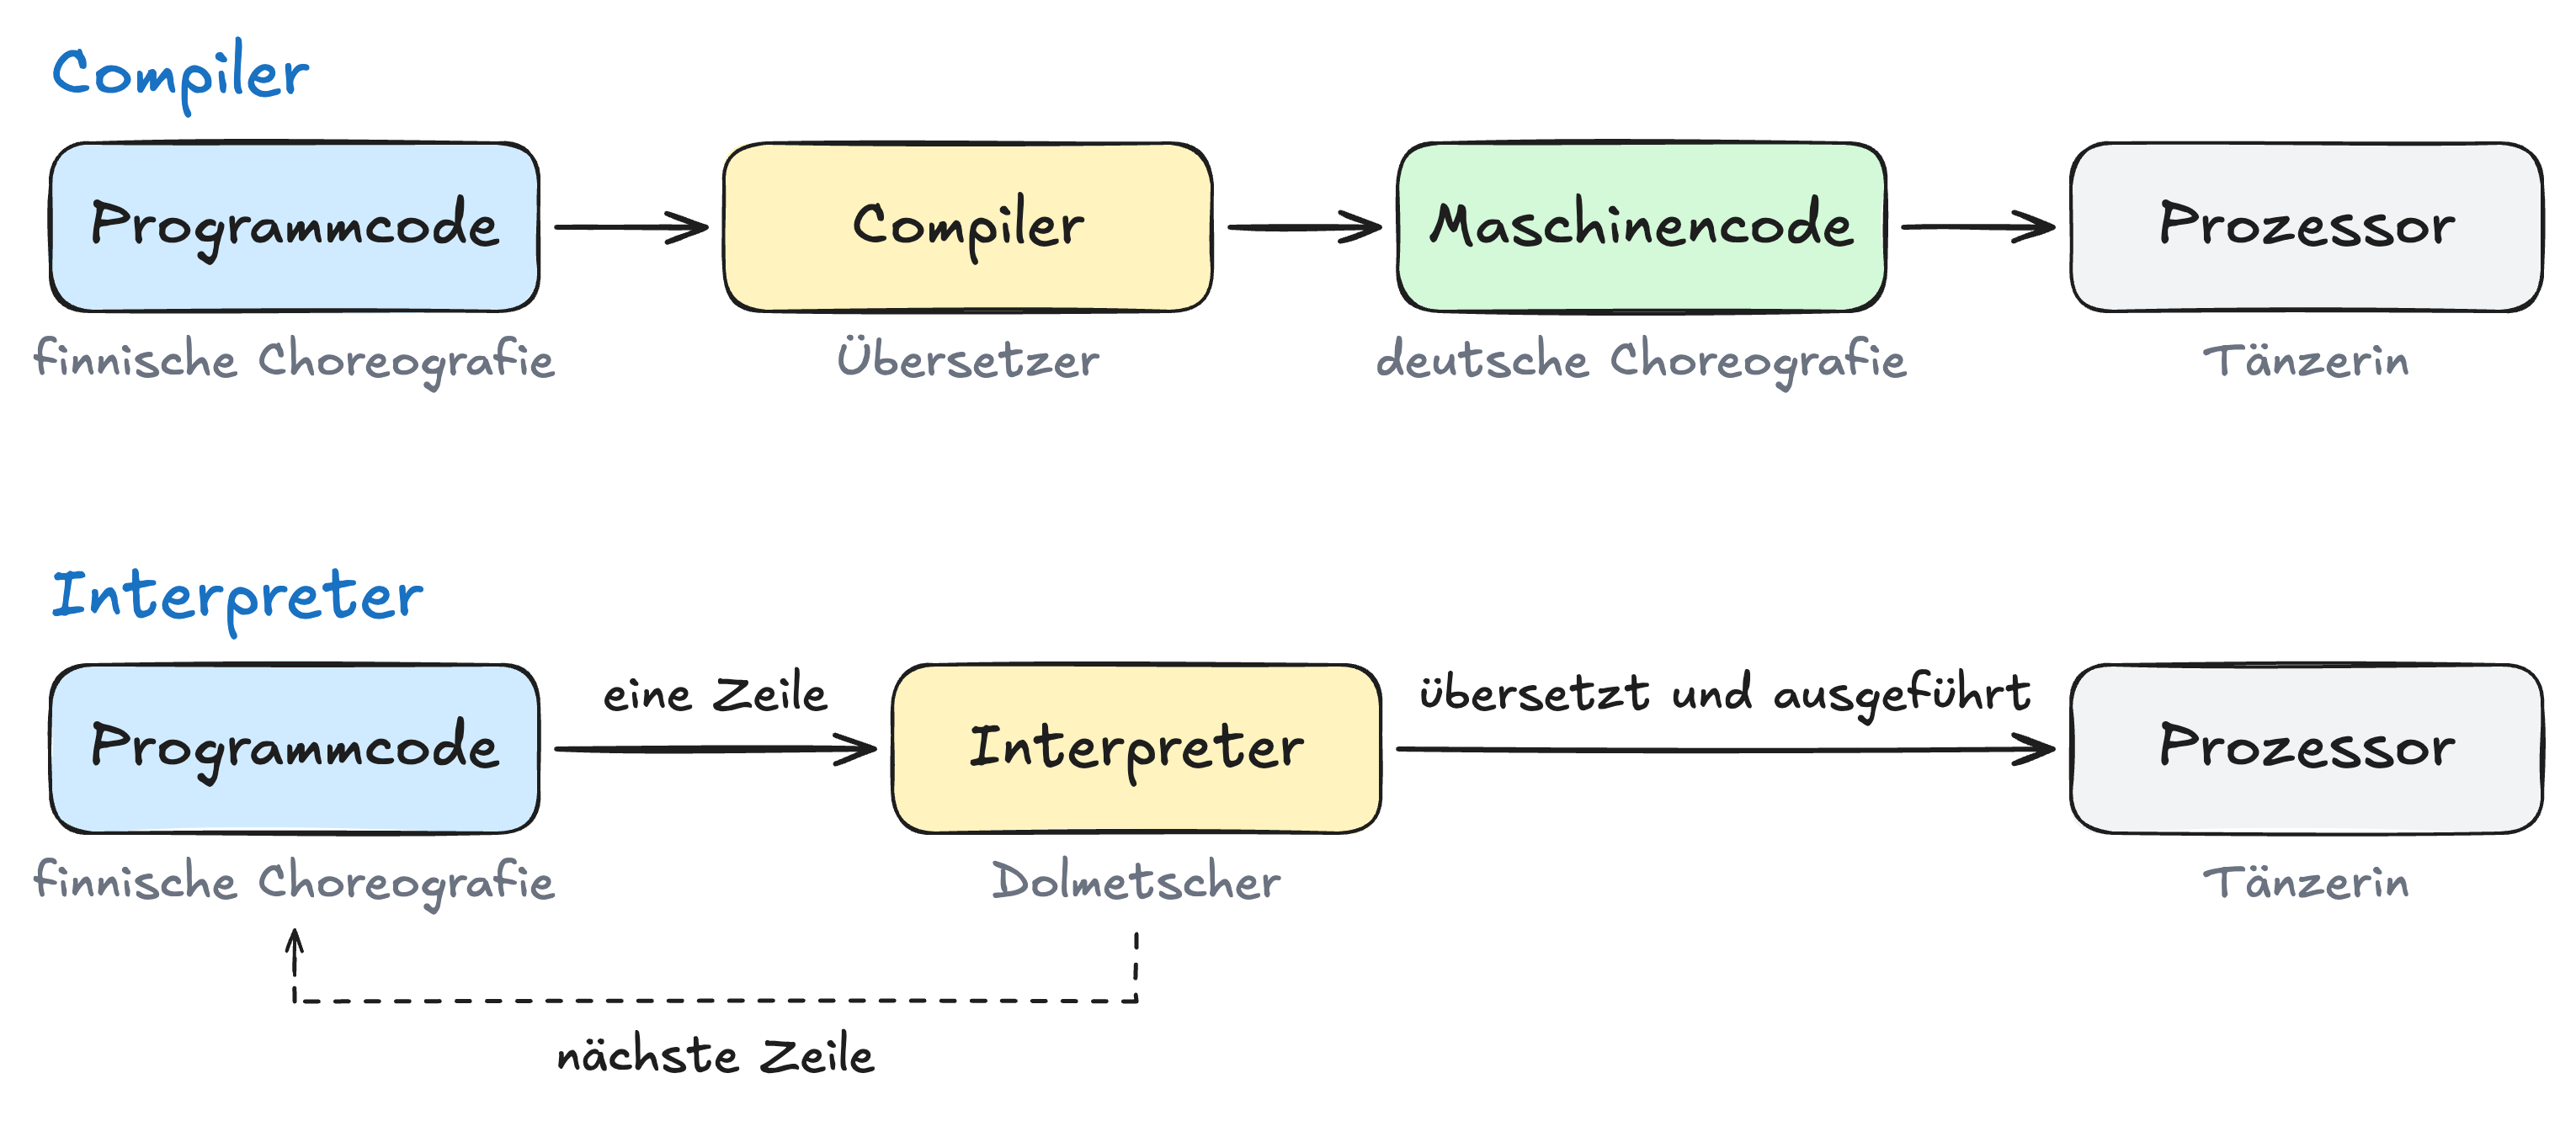 Compiler
Programmcode
Compiler
Maschinencode
Prozessor
finnische Choreografie
Übersetzer
deutsche Choreografie
Tänzerin
Interpreter
eine Zeile
übersetzt und ausgeführt
Programmcode
Interpreter
Prozessor
finnische Choreografie
Dolmetscher
Tänzerin
nächste Zeile